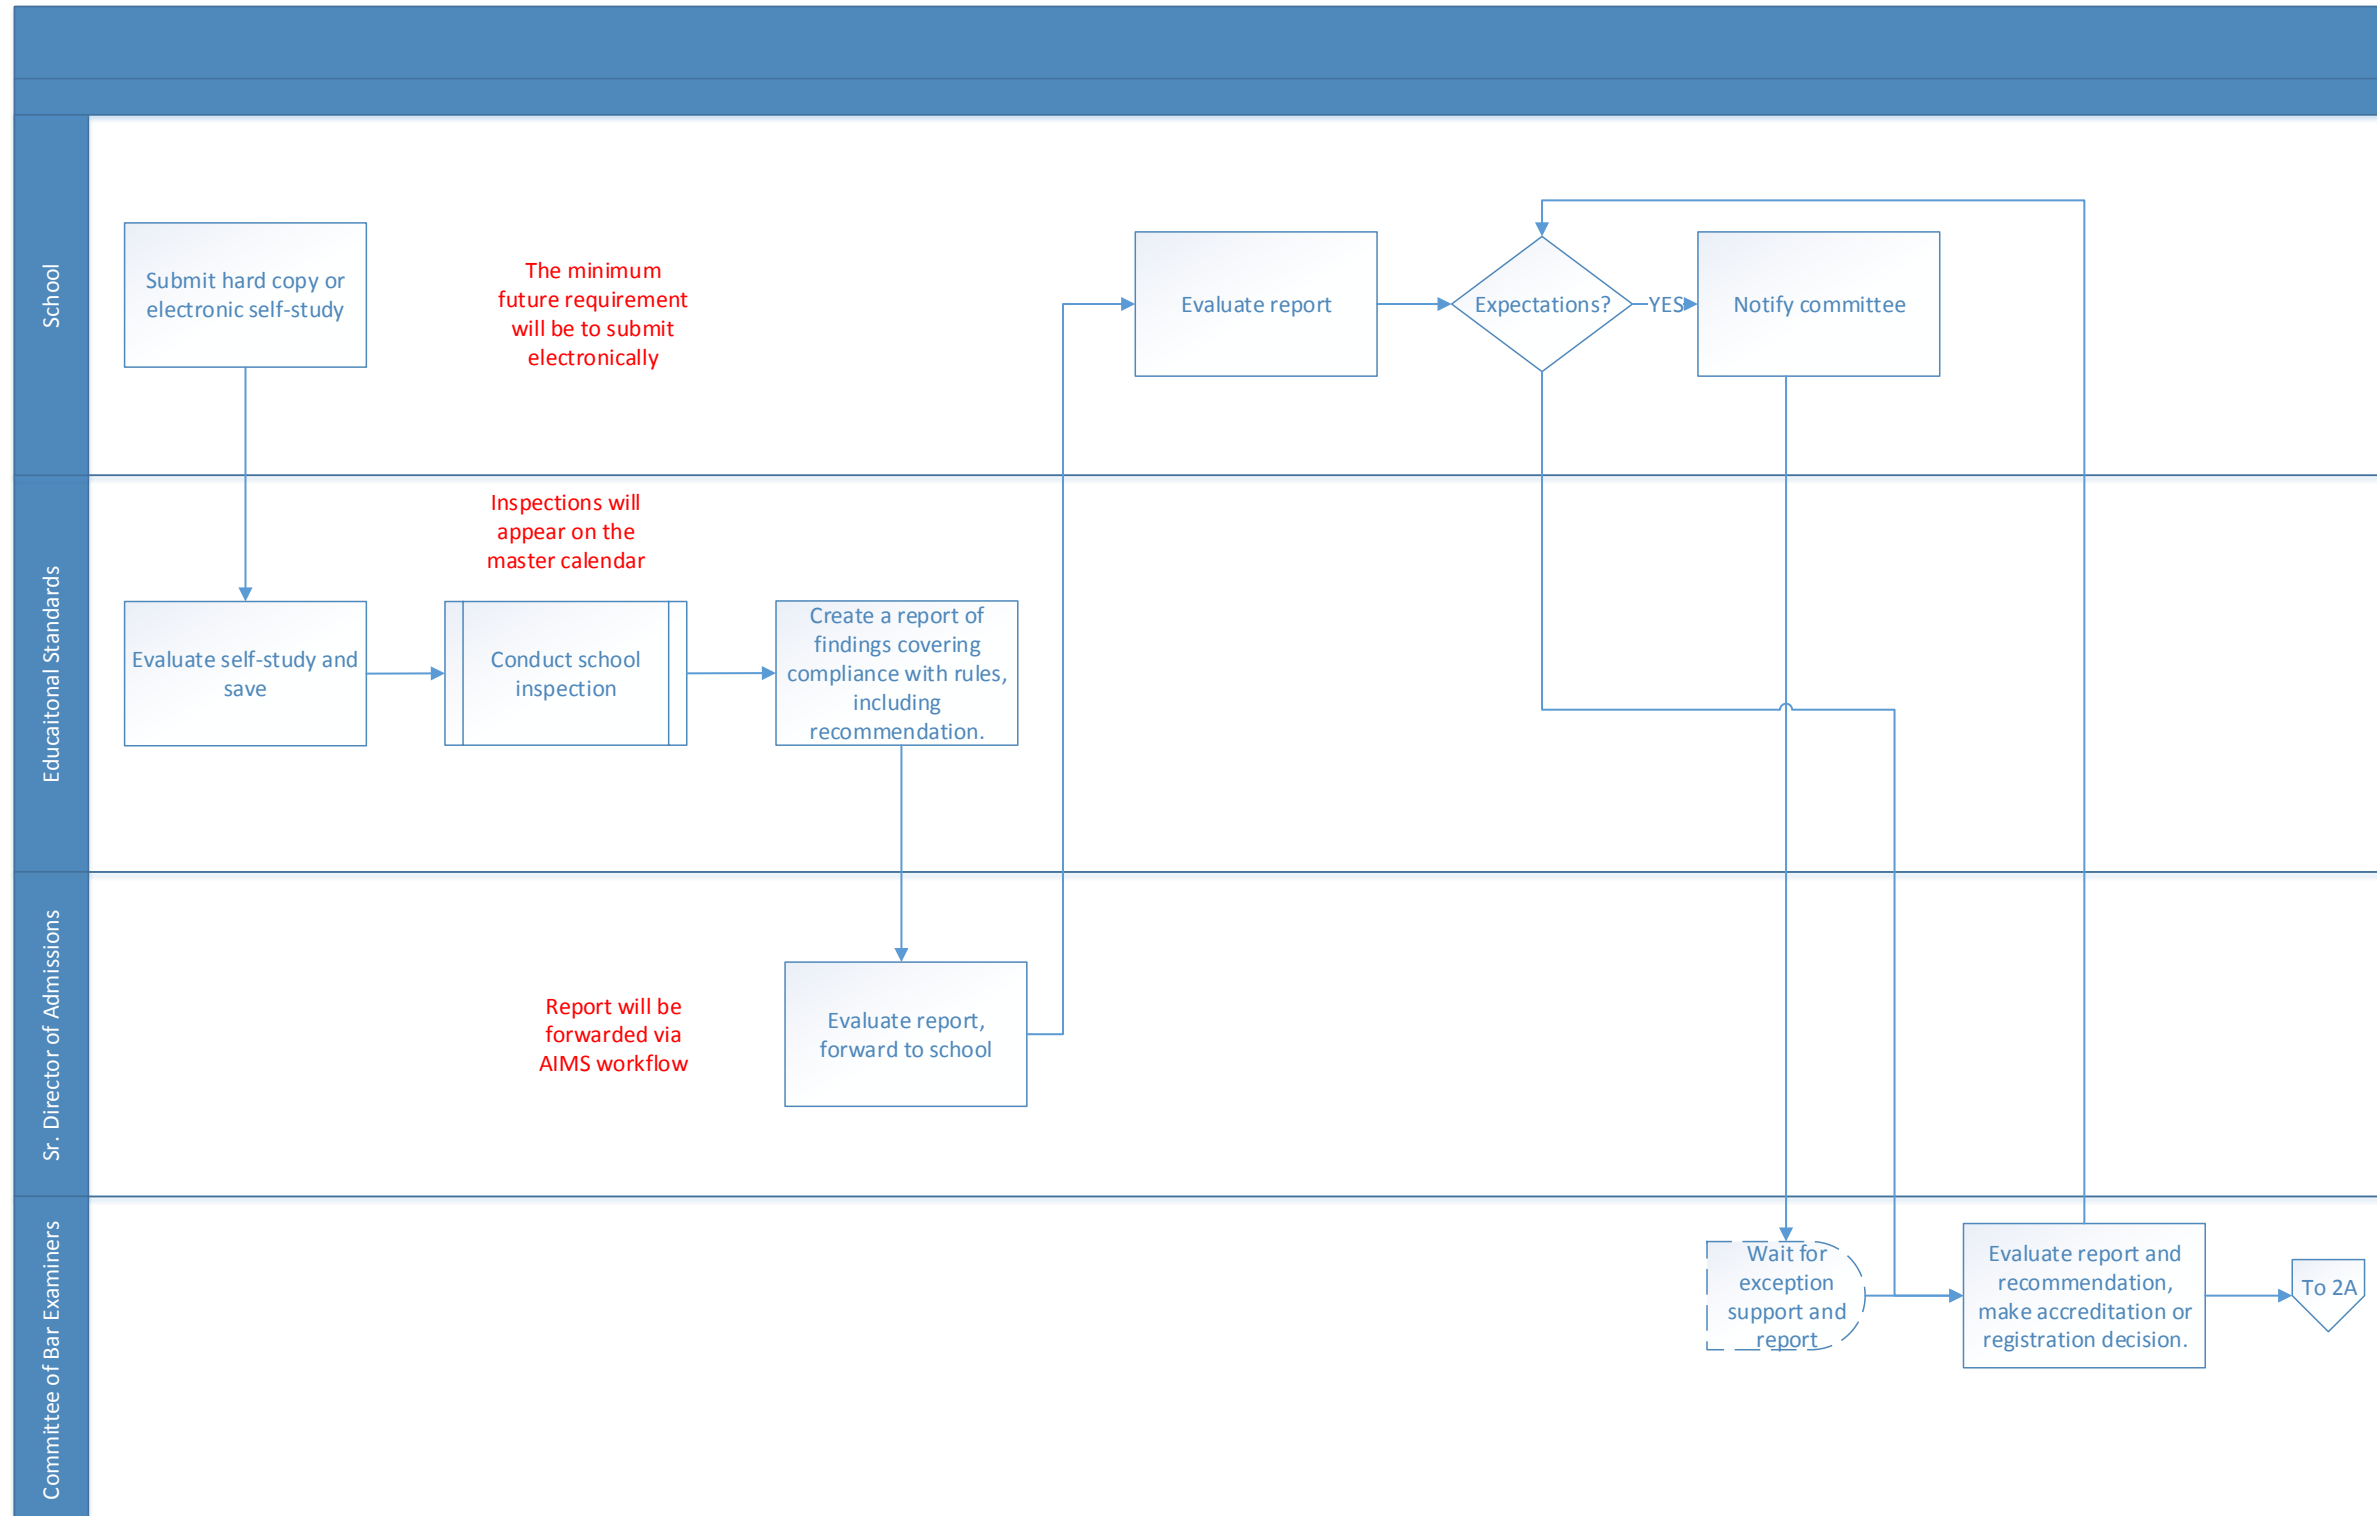 School
Submit hard copy or
electronic self-study
The minimum
future requirement
will be to submit
electronically
Evaluate report
Expectations?
YES
Notify committee
Educaitonal Standards
Inspections will
appear on the
master calendar
Evaluate self-study and
save
Conduct school
inspection
Create a report of
findings covering
compliance with rules,
including
recommendation.
Sr. Director of Admissions
Report will be
forwarded via
AIMS workflow
Evaluate report,
forward to school
Committee of Bar Examiners
Wait for
exception
support and
report
Evaluate report and
recommendation,
make accreditation or
registration decision.
To 2A